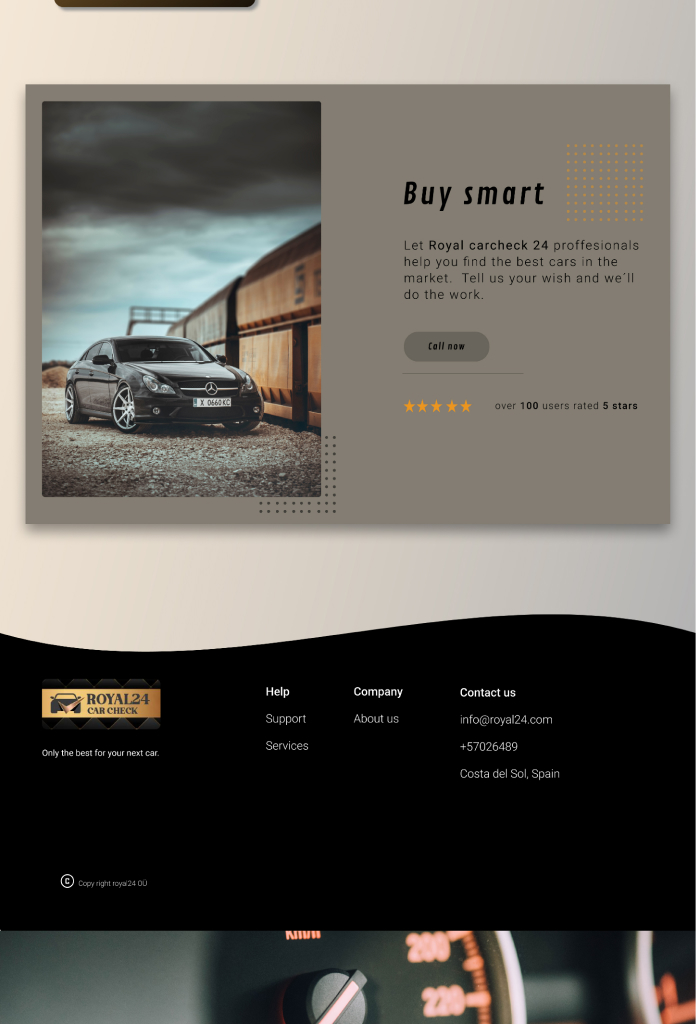 Buy smart
Let Royal carcheck 24 proffesionals
help you find the best cars in the
market. Tell us your wish and we´ll
do the work.
Call now
over 100 users rated 5 stars
X 0660 KC
ROYAL24
CAR CHECK
Only the best for your next car.
Help
Support
Services
Company
About us
Contact us
info@royal24.com
+57026489
Costa del Sol, Spain
C Copy right royal24 OÜ
km/h
200
220